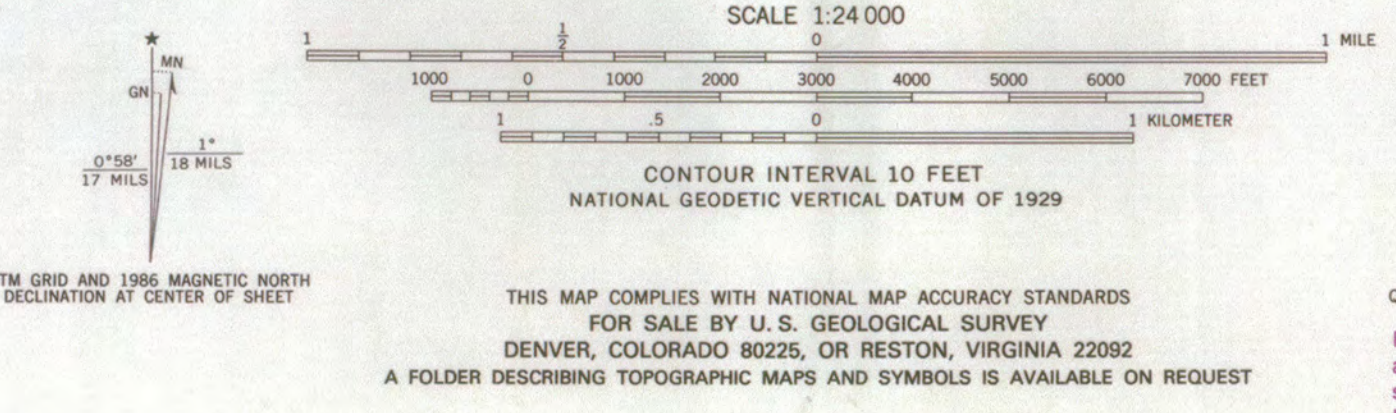 SCALE 1:24 000
1 ½ 0 1 MILE
1000 0 1000 2000 3000 4000 5000 6000 7000 FEET
1 .5 0 1 KILOMETER
CONTOUR INTERVAL 10 FEET
NATIONAL GEODETIC VERTICAL DATUM OF 1929
★
MN
GN
1°
18 MILS
0°58'
17 MILS
TM GRID AND 1986 MAGNETIC NORTH
DECLINATION AT CENTER OF SHEET
THIS MAP COMPLIES WITH NATIONAL MAP ACCURACY STANDARDS
FOR SALE BY U. S. GEOLOGICAL SURVEY
DENVER, COLORADO 80225, OR RESTON, VIRGINIA 22092
A FOLDER DESCRIBING TOPOGRAPHIC MAPS AND SYMBOLS IS AVAILABLE ON REQUEST